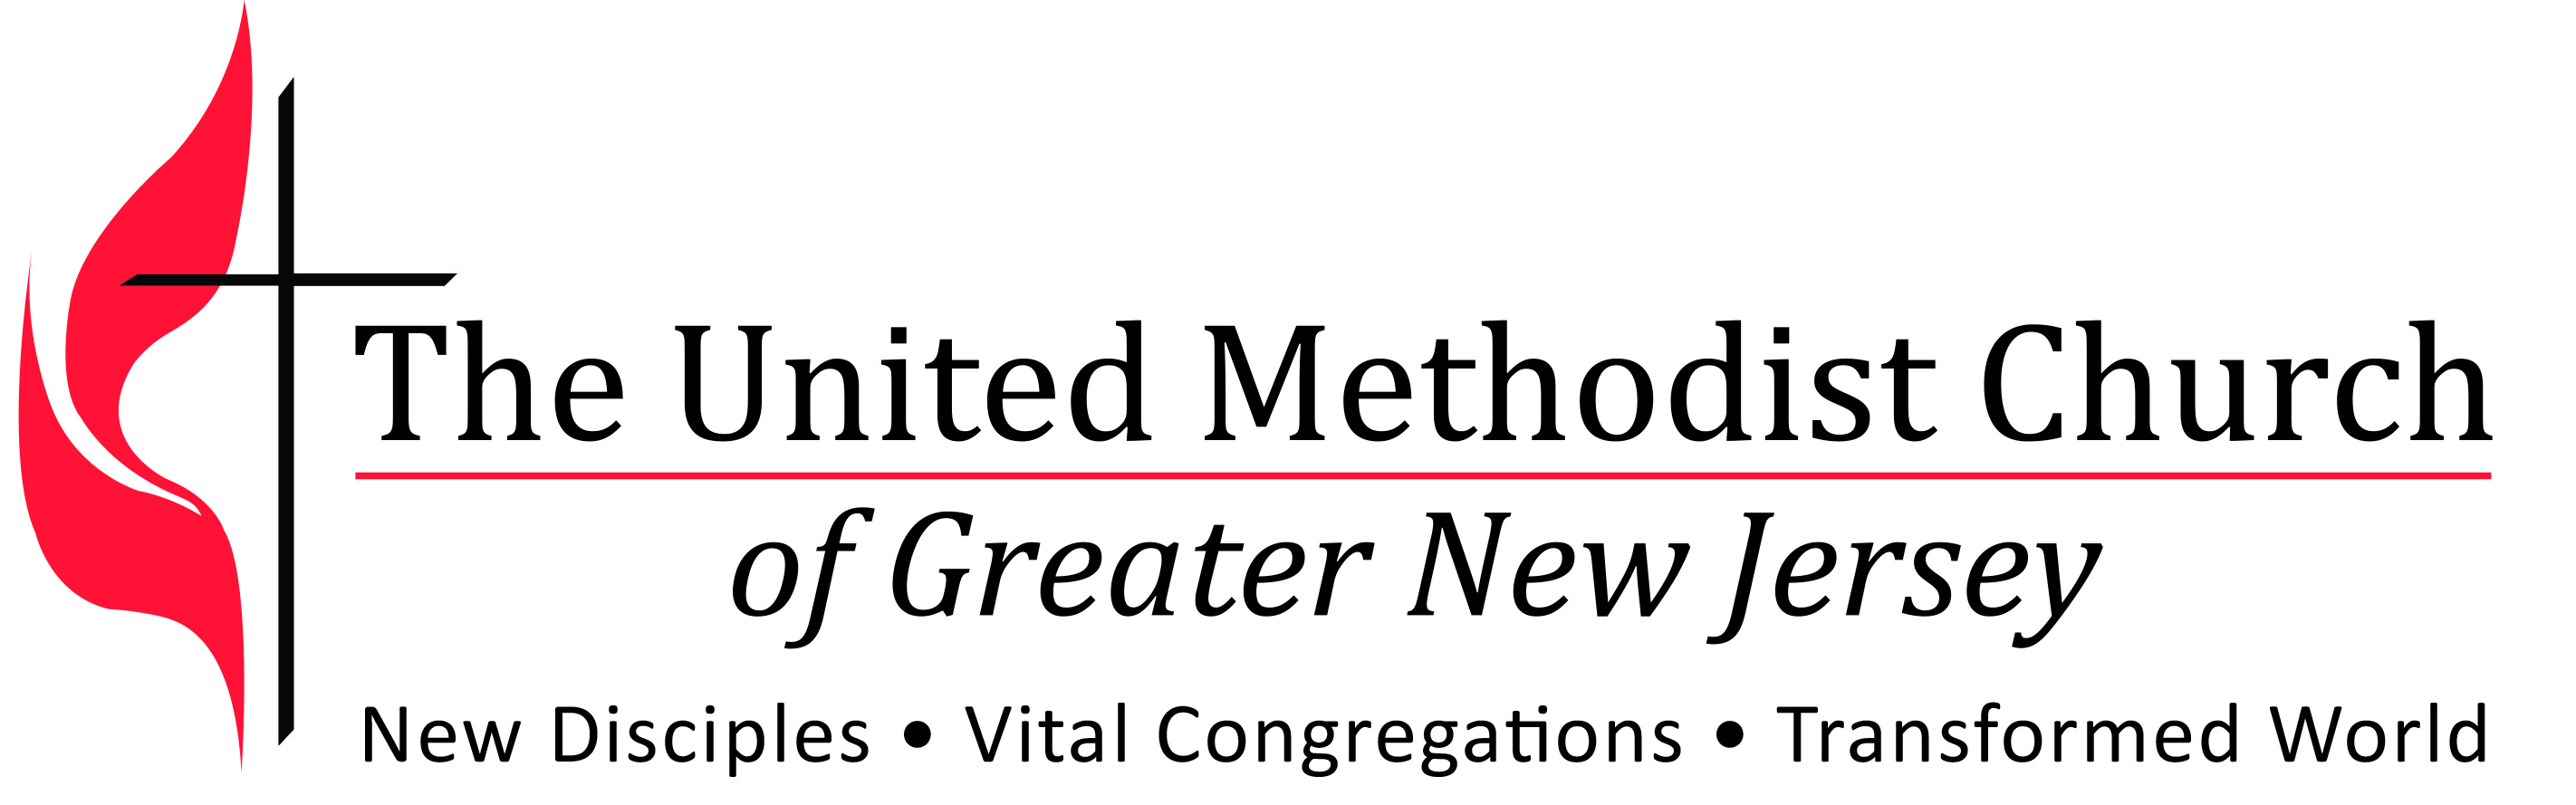 The United Methodist Church
of Greater New Jersey
New Disciples • Vital Congregations • Transformed World